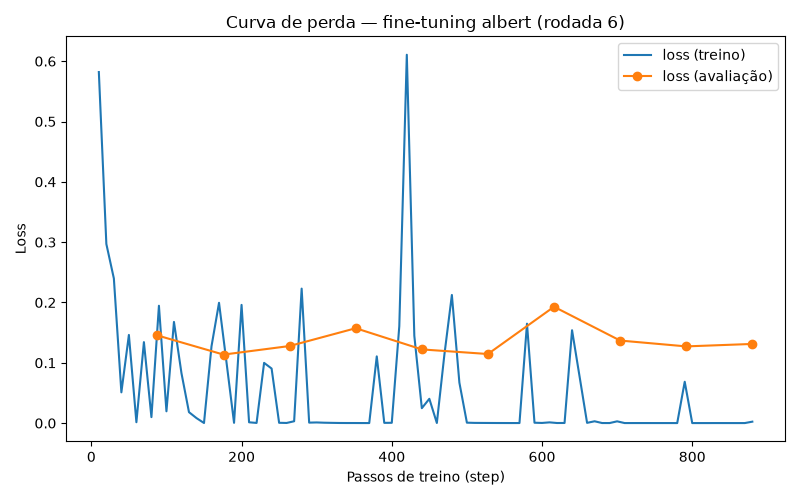 Curva de perda — fine-tuning albert (rodada 6)
loss (treino)
loss (avaliação)
Loss
0.6
0.5
0.4
0.3
0.2
0.1
0.0
0
200
400
600
800
Passos de treino (step)